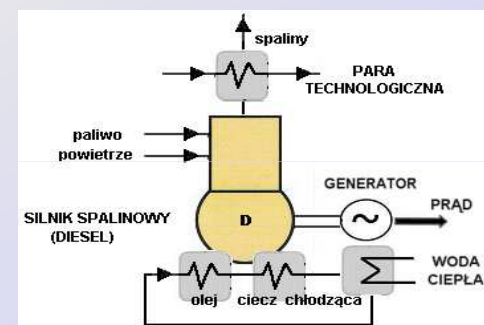 spaliny
PARA
TECHNOLOGICZNA
paliwo
powietrze
GENERATOR
SILNIK SPALINOWY
(DIESEL)
D
~
PRĄD
WODA
CIEPŁA
olej ciecz chłodząca